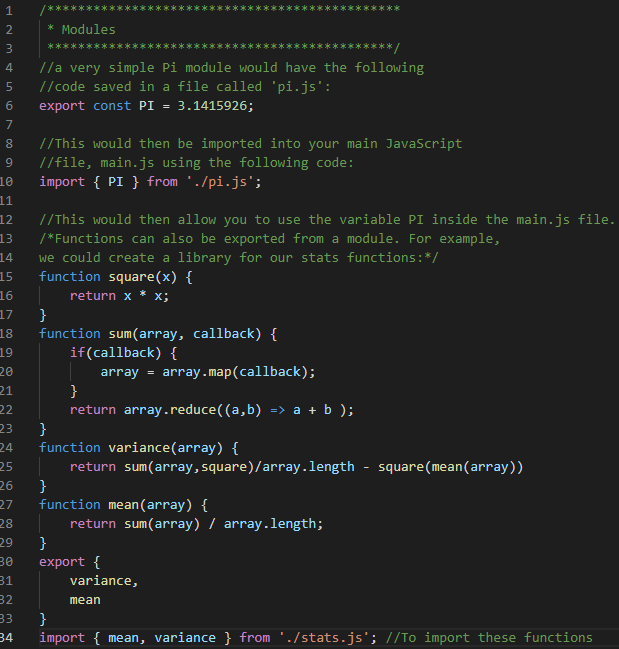 1 /**********************************************
2 * Modules
3 *********************************************/
4 //a very simple Pi module would have the following
5 //code saved in a file called 'pi.js':
6 export const PI = 3.1415926;
7
8 //This would then be imported into your main JavaScript
9 //file, main.js using the following code:
10 import { PI } from './pi.js';
11
12 //This would then allow you to use the variable PI inside the main.js file.
13 /*Functions can also be exported from a module. For example,
14 we could create a library for our stats functions:*/
15 function square(x) {
16 return x * x;
17 }
18 function sum(array, callback) {
19 if(callback) {
20 array = array.map(callback);
21 }
22 return array.reduce((a,b) => a + b );
23 }
24 function variance(array) {
25 return sum(array,square)/array.length - square(mean(array))
26 }
27 function mean(array) {
28 return sum(array) / array.length;
29 }
30 export {
31 variance,
32 mean
33 }
34 import { mean, variance } from './stats.js'; //To import these functions